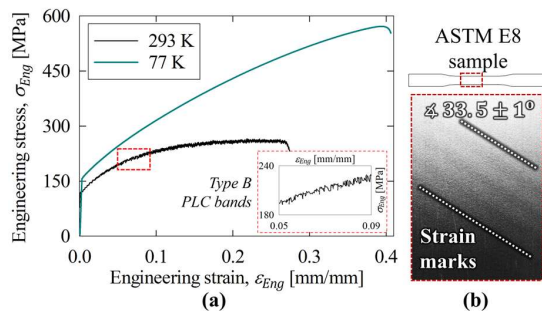 600
450
300
150
0
Engineering stress, σEng [MPa]
293 K
77 K
Type B
PLC bands
εEng [mm/mm]
240
180
σEng [MPa]
0.05
0.09
0.0
0.1
0.2
0.3
0.4
Engineering strain, εEng [mm/mm]
(a)
ASTM E8
sample
∡ 33.5 ± 1º
Strain
marks
(b)